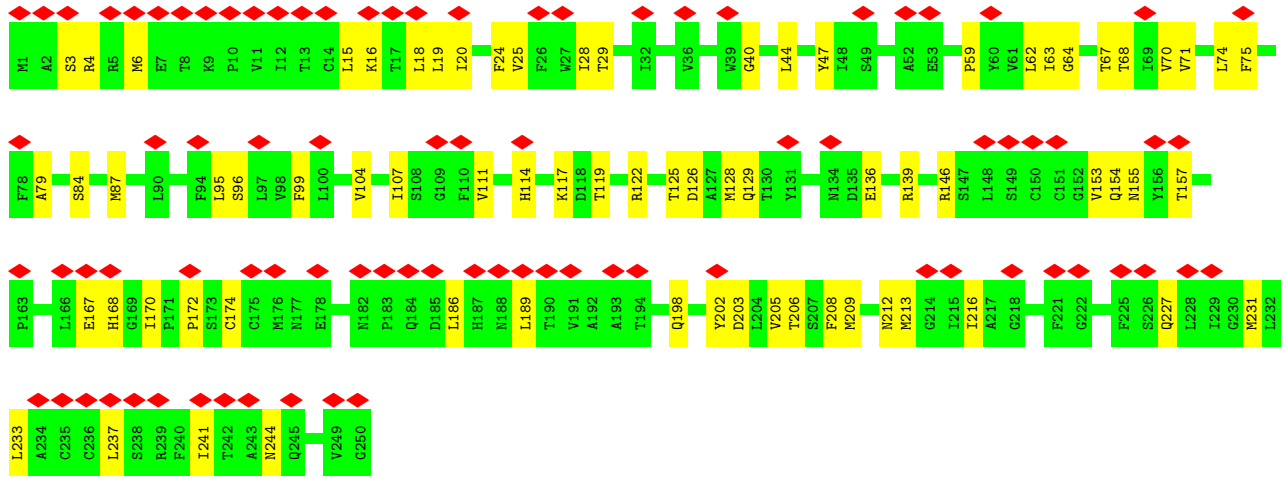 M1 A2 S3 R4 R5 M6 E7 T8 K9 P10 V11 I12 T13 C14 L15 K16 T17 L18 L19 I20 F24 V25 F26 W27 I28 T29 I32 V36 W39 G40 L44 Y47 I48 S49 A52 E53 P59 Y60 V61 L62 I63 G64 T67 T68 I69 V70 V71 L74 F75
F78 A79 S84 M87 L90 F94 L95 S96 L97 V98 F99 L100 V104 I107 S108 G109 F110 V111 H114 K117 D118 T119 R122 T125 D126 A127 M128 Q129 T130 Y131 N134 D135 E136 R139 R146 S147 L148 S149 C150 C151 G152 V153 Q154 N155 Y156 T157
P163 L166 E167 H168 G169 I170 P171 P172 S173 C174 C175 M176 N177 E178 N182 P183 Q184 D185 L186 H187 N188 L189 T190 V191 A192 A193 T194 Q198 Y202 D203 L204 V205 T206 S207 F208 M209 N212 M213 G214 I215 I216 A217 G218 F221 G222 F225 S226 Q227 L228 I229 G230 M231 L232
L233 A234 C235 C236 L237 S238 R239 F240 I241 T242 A243 N244 Q245 V249 G250